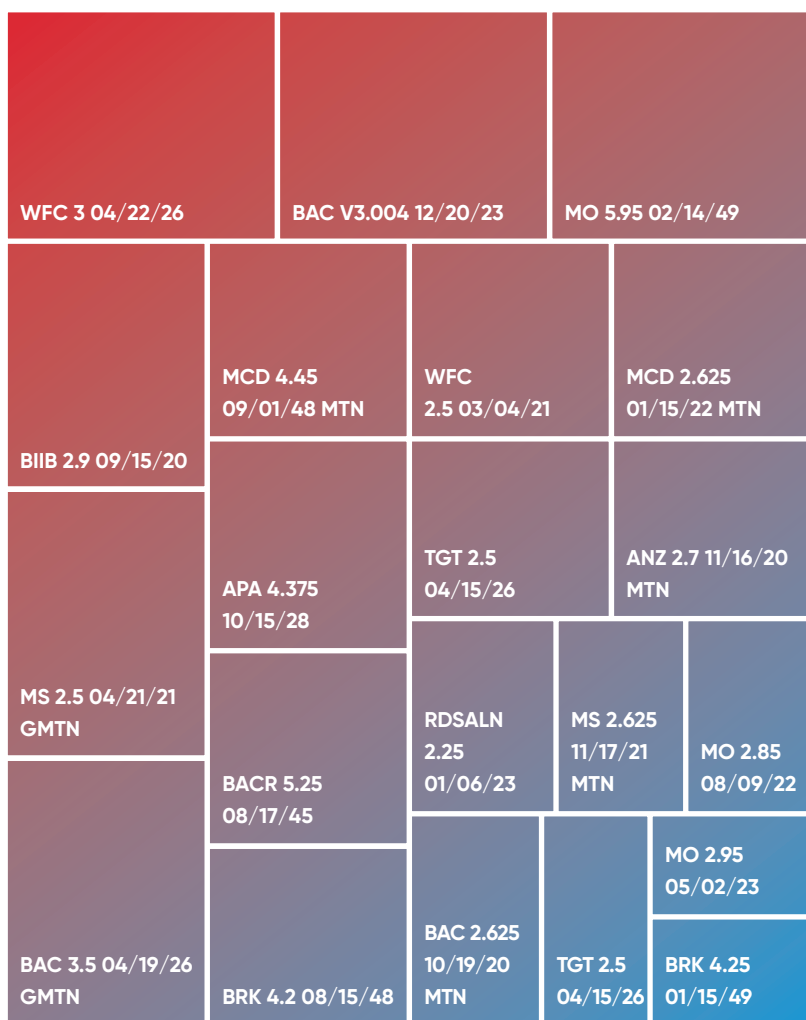 WFC 3 04/22/26
BAC V3.004 12/20/23
MO 5.95 02/14/49
BIIB 2.9 09/15/20
MCD 4.45
09/01/48 MTN
WFC
2.5 03/04/21
MCD 2.625
01/15/22 MTN
MS 2.5 04/21/21
GMTN
APA 4.375
10/15/28
TGT 2.5
04/15/26
ANZ 2.7 11/16/20
MTN
BACR 5.25
08/17/45
RDSALN
2.25
01/06/23
MS 2.625
11/17/21
MTN
MO 2.85
08/09/22
BAC 3.5 04/19/26
GMTN
BRK 4.2 08/15/48
BAC 2.625
10/19/20
MTN
TGT 2.5
04/15/26
MO 2.95
05/02/23
BRK 4.25
01/15/49